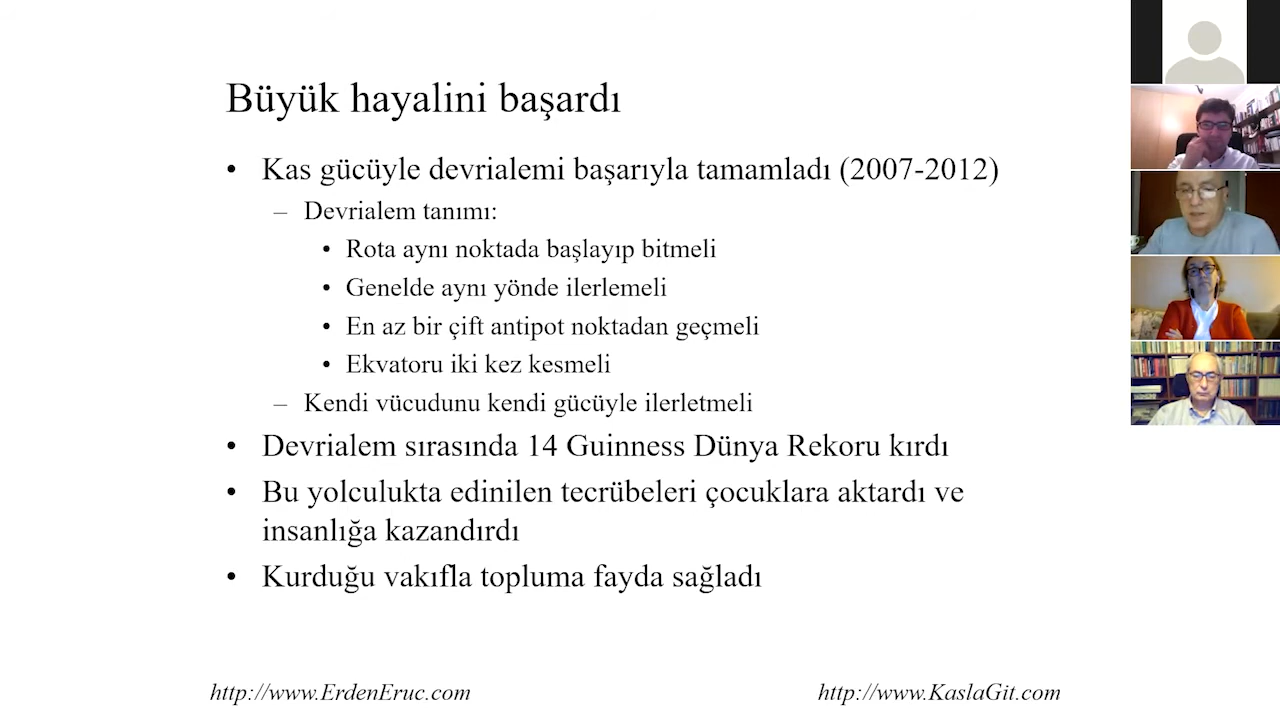 Büyük hayalini başardı
• Kas gücüyle devrialemi başarıyla tamamladı (2007-2012)
– Devrialem tanımı:
• Rota aynı noktada başlayıp bitmeli
• Genelde aynı yönde ilerlemeli
• En az bir çift antipot noktadan geçmeli
• Ekvatoru iki kez kesmeli
– Kendi vücudunu kendi gücüyle ilerletmeli
• Devrialem sırasında 14 Guinness Dünya Rekoru kırdı
• Bu yolculukta edinilen tecrübeleri çocuklara aktardı ve
insanlığa kazandırdı
• Kurduğu vakıfla topluma fayda sağladı
http://www.ErdenEruc.com
http://www.KaslaGit.com